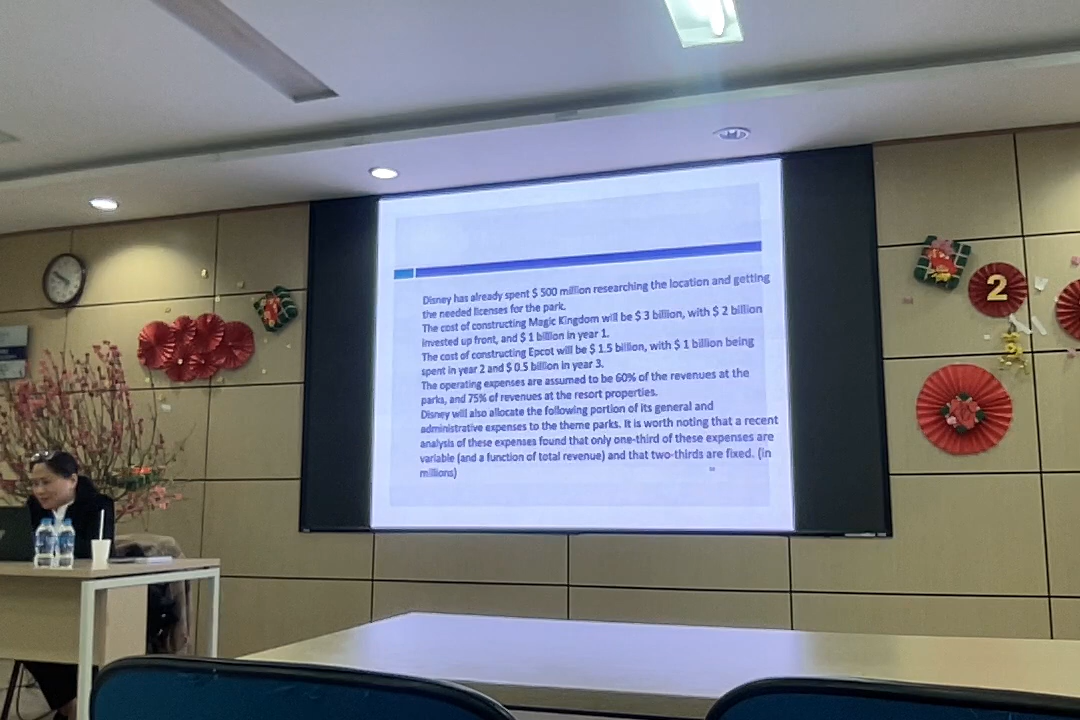 Disney has already spent $ 500 million researching the location and getting
the needed licenses for the park.
The cost of constructing Magic Kingdom will be $ 3 billion, with $ 2 billion
invested up front, and $ 1 billion in year 1.
The cost of constructing Epcot will be $ 1.5 billion, with $ 1 billion being
spent in year 2 and $ 0.5 billion in year 3.
The operating expenses are assumed to be 60% of the revenues at the
parks, and 75% of revenues at the resort properties.
Disney will also allocate the following portion of its general and
administrative expenses to the theme parks. It is worth noting that a recent
analysis of these expenses found that only one-third of these expenses are
variable (and a function of total revenue) and that two-thirds are fixed. (in
millions)
2